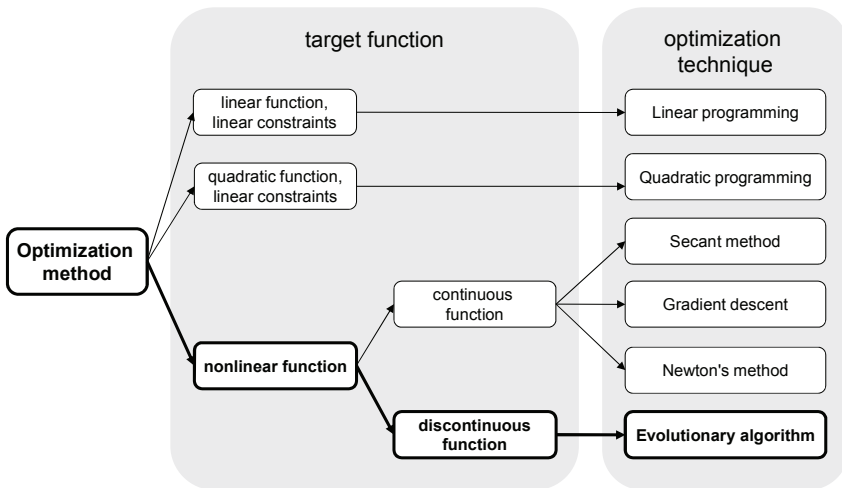 target function
optimization
technique
linear function,
linear constraints
Linear programming
quadratic function,
linear constraints
Quadratic programming
Optimization
method
Secant method
continuous
function
Gradient descent
nonlinear function
Newton's method
discontinuous
function
Evolutionary algorithm